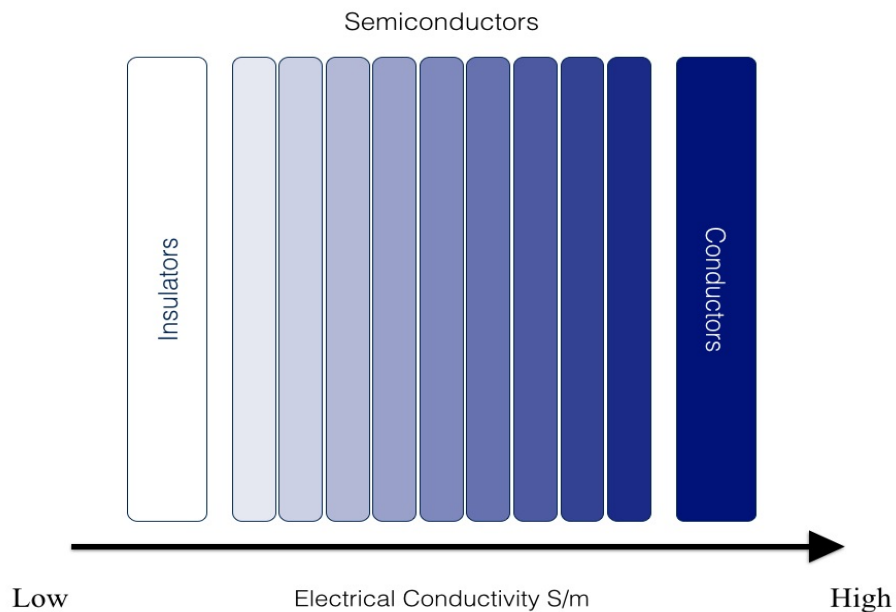 Semiconductors
Insulators
Conductors
Low
Electrical Conductivity S/m
High